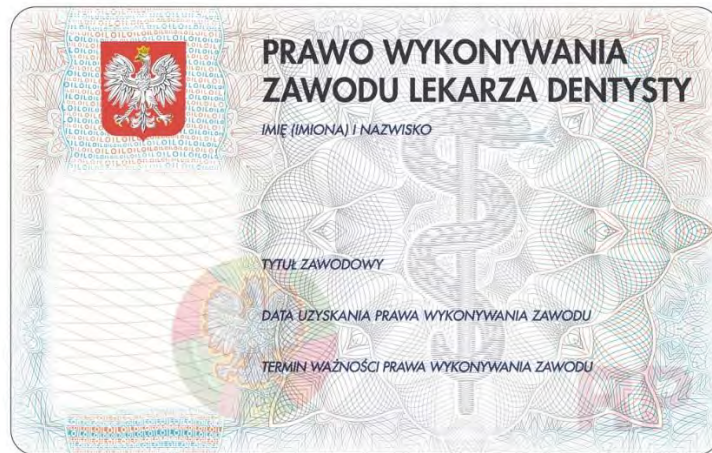 PRAWO WYKONYWANIA
ZAWODU LEKARZA DENTYSTY
IMIĘ (IMIONA) I NAZWISKO
TYTUŁ ZAWODOWY
DATA UZYSKANIA PRAWA WYKONYWANIA ZAWODU
TERMIN WAŻNOŚCI PRAWA WYKONYWANIA ZAWODU
RP